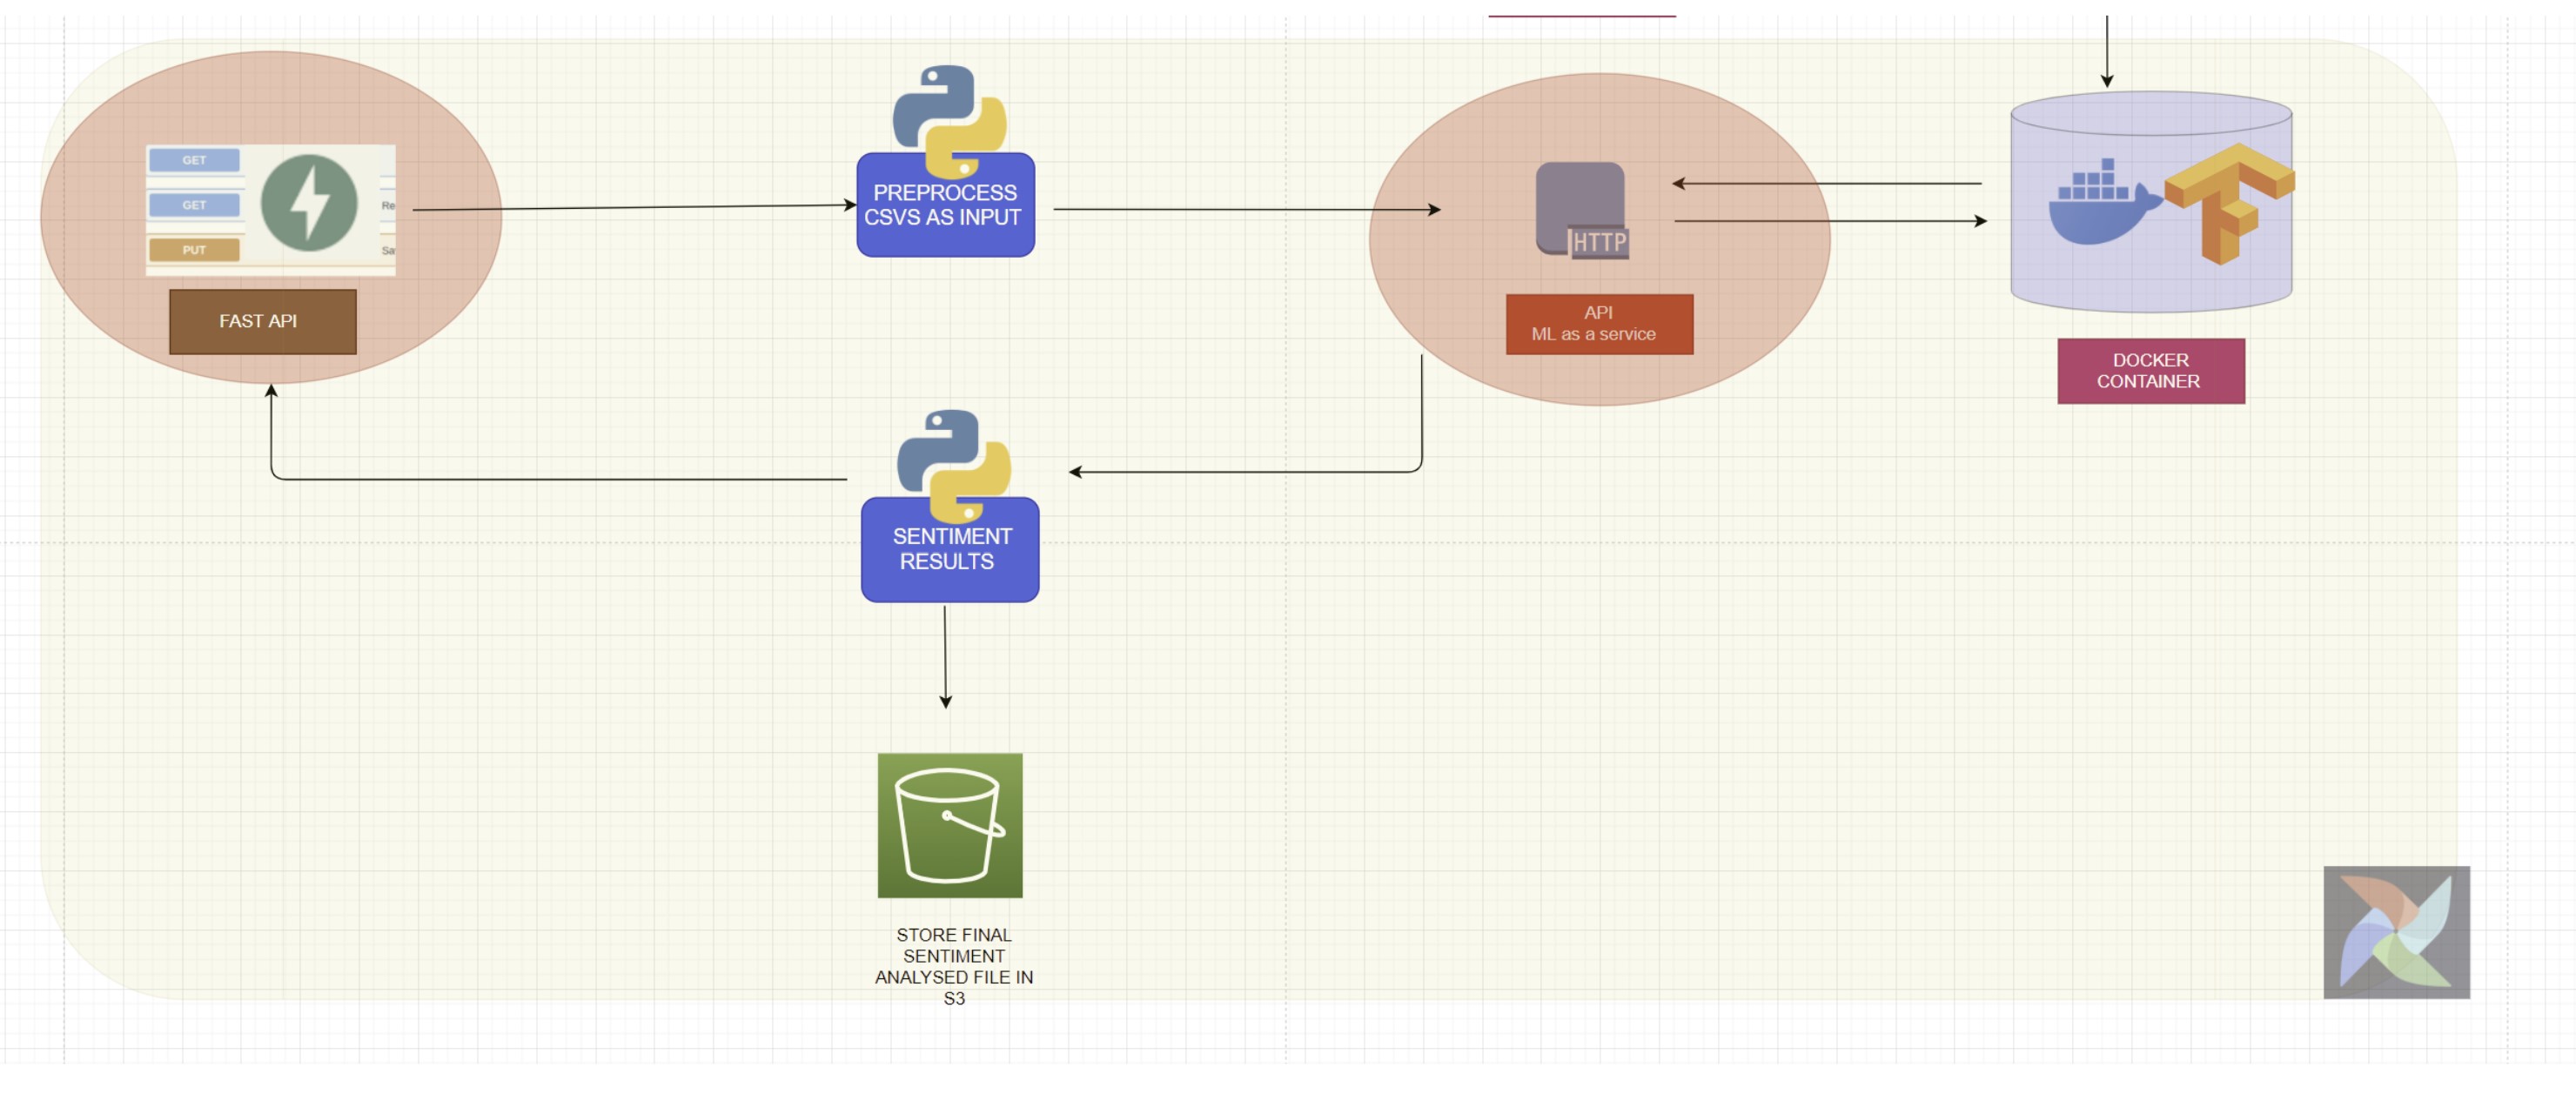 GET
GET
Re
PUT
Sa
FAST API
PREPROCESS
CSVS AS INPUT
HTTP
API
ML as a service
DOCKER
CONTAINER
SENTIMENT
RESULTS
STORE FINAL
SENTIMENT
ANALYSED FILE IN
S3